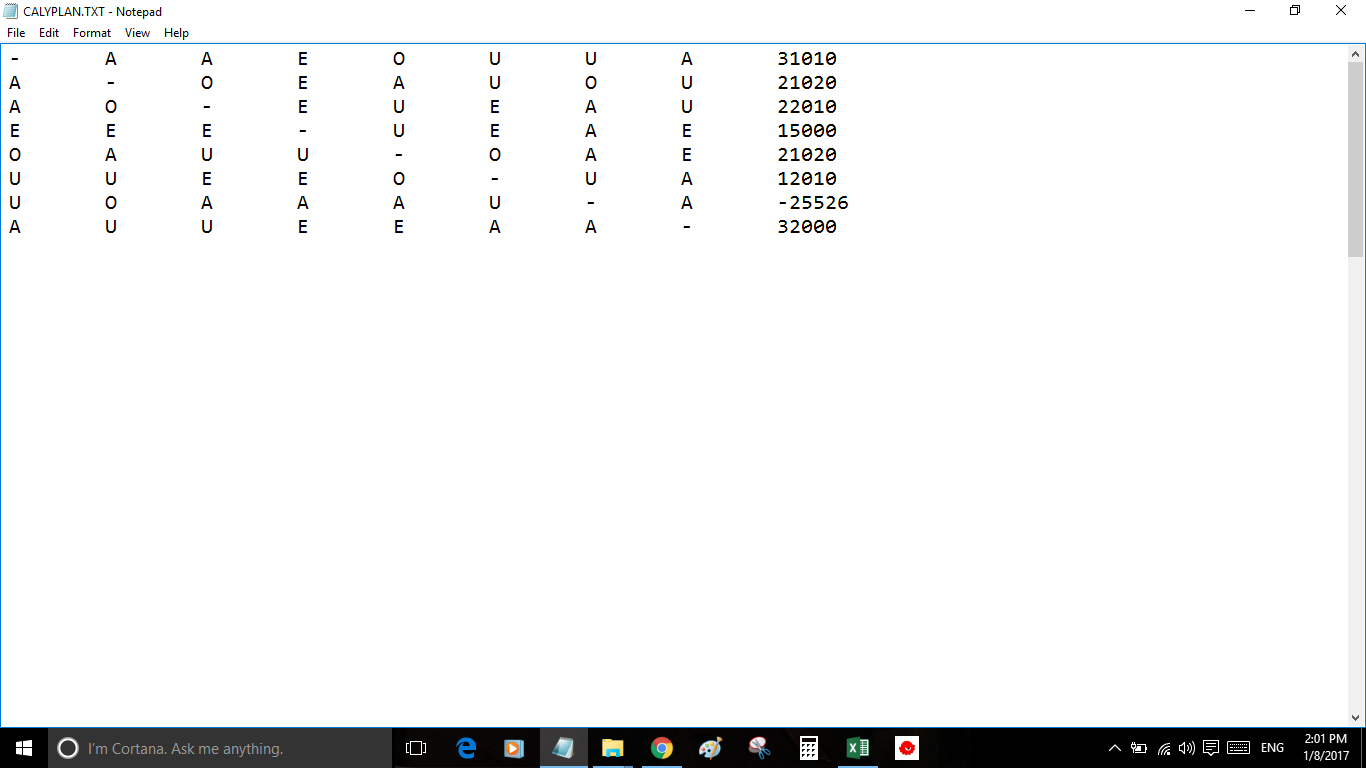 CALYPLAN.TXT - Notepad
File Edit Format View Help
- A A E O U U A 31010
A - O E A U O U 21020
A O - E U E A U 22010
E E E - U E A E 15000
O A U U - O A E 21020
U U E E O - U A 12010
U O A A A U - A -25526
A U U E E A A - 32000
I'm Cortana. Ask me anything.
ENG
2:01 PM
1/8/2017